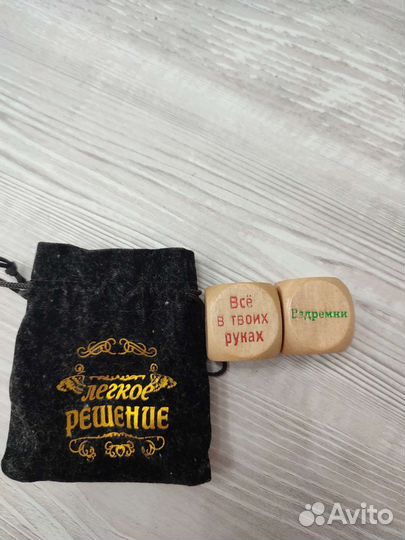 легкое
РЕШЕНИЕ
Всё
в твоих
руках
Вздремни
Avito